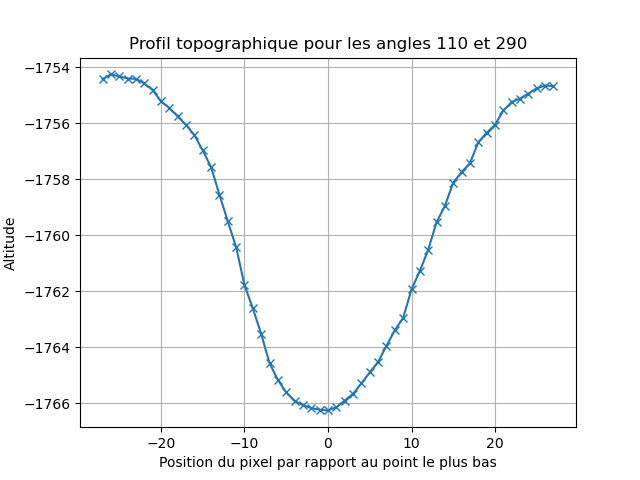 Profil topographique pour les angles 110 et 290
Altitude
−1754
−1756
−1758
−1760
−1762
−1764
−1766
−20 −10 0 10 20
Position du pixel par rapport au point le plus bas